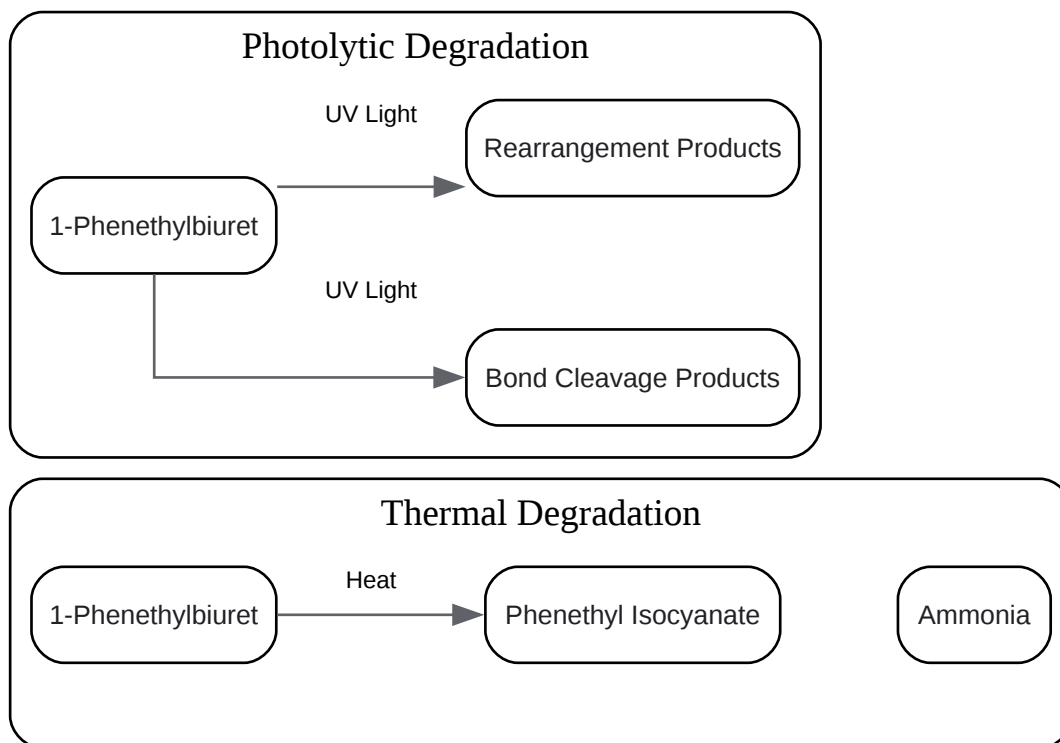 Photolytic Degradation
UV Light
Rearrangement Products
1-Phenethylbiuret
UV Light
Bond Cleavage Products
Thermal Degradation
Heat
1-Phenethylbiuret
Phenethyl Isocyanate
Ammonia